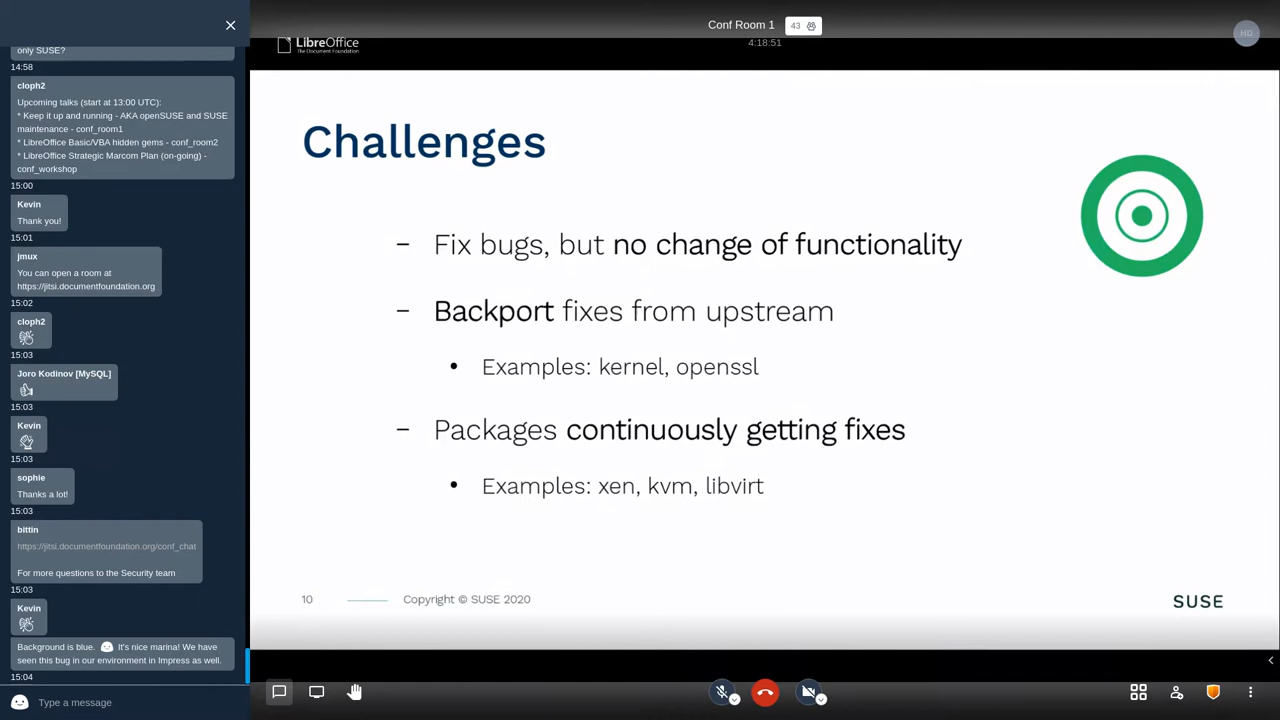 only SUSE?
14:58
cloph2
Upcoming talks (start at 13:00 UTC):
* Keep it up and running - AKA openSUSE and SUSE
maintenance - conf_room1
* LibreOffice Basic/VBA hidden gems - conf_room2
* LibreOffice Strategic Marcom Plan (on-going) -
conf_workshop
15:00
Kevin
Thank you!
15:01
jmux
You can open a room at
https://jitsi.documentfoundation.org
15:02
cloph2
15:03
Joro Kodinov [MySQL]
15:03
Kevin
15:03
sophie
Thanks a lot!
15:03
bittin
https://jitsi.documentfoundation.org/conf_chat
For more questions to the Security team
15:03
Kevin
Background is blue. It's nice marina! We have
seen this bug in our environment in Impress as well.
15:04
Type a message
Conf Room 1
43
4:18:51
HD
LibreOffice
The Document Foundation
Challenges
– Fix bugs, but no change of functionality
– Backport fixes from upstream
• Examples: kernel, openssl
– Packages continuously getting fixes
• Examples: xen, kvm, libvirt
10
Copyright © SUSE 2020
SUSE